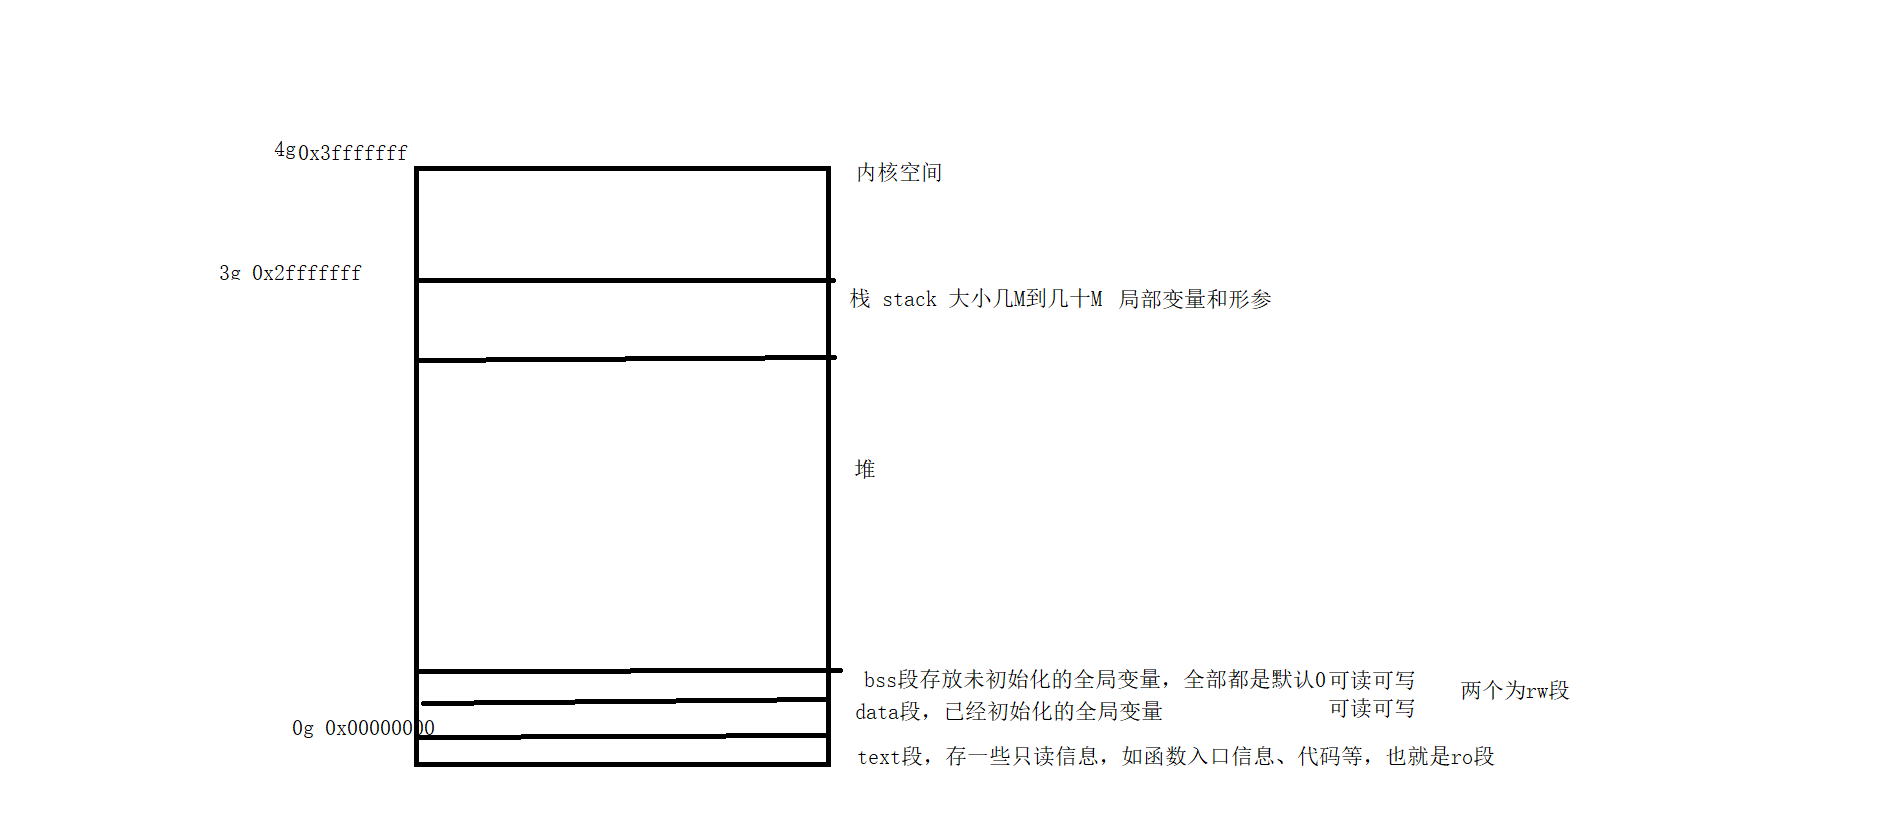 4g0x3fffffff
内核空间
3g 0x2fffffff
栈 stack 大小几M到几十M 局部变量和形参
堆
bss段存放未初始化的全局变量，全部都是默认0可读可写
两个为rw段
data段，已经初始化的全局变量 可读可写
0g 0x00000000
text段，存一些只读信息，如函数入口信息、代码等，也就是ro段